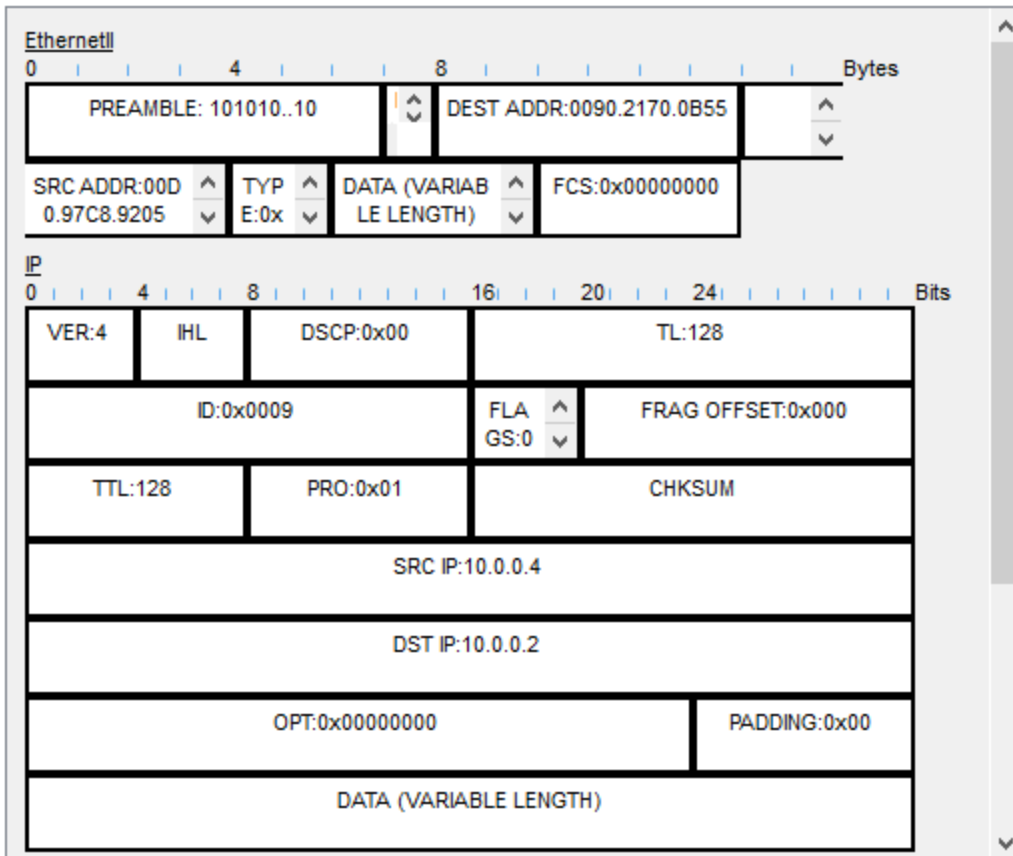 EthernetII
0 4 8 Bytes
PREAMBLE: 101010..10 DEST ADDR:0090.2170.0B55
SRC ADDR:00D TYP DATA (VARIAB FCS:0x00000000
0.97C8.9205 E:0x LE LENGTH)
IP
0 4 8 16 20 24 Bits
VER:4 IHL DSCP:0x00 TL:128
ID:0x0009 FLA FRAG OFFSET:0x000
GS:0
TTL:128 PRO:0x01 CHKSUM
SRC IP:10.0.0.4
DST IP:10.0.0.2
OPT:0x00000000 PADDING:0x00
DATA (VARIABLE LENGTH)